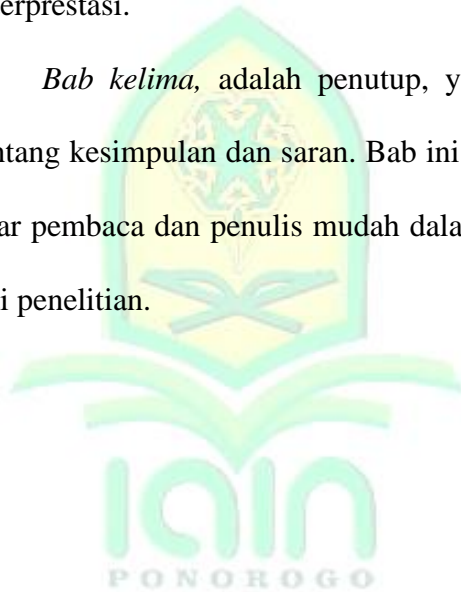 erprestasi.
Bab kelima, adalah penutup, y
ntang kesimpulan dan saran. Bab ini
ar pembaca dan penulis mudah dala
i penelitian.
iain
PONOROGO